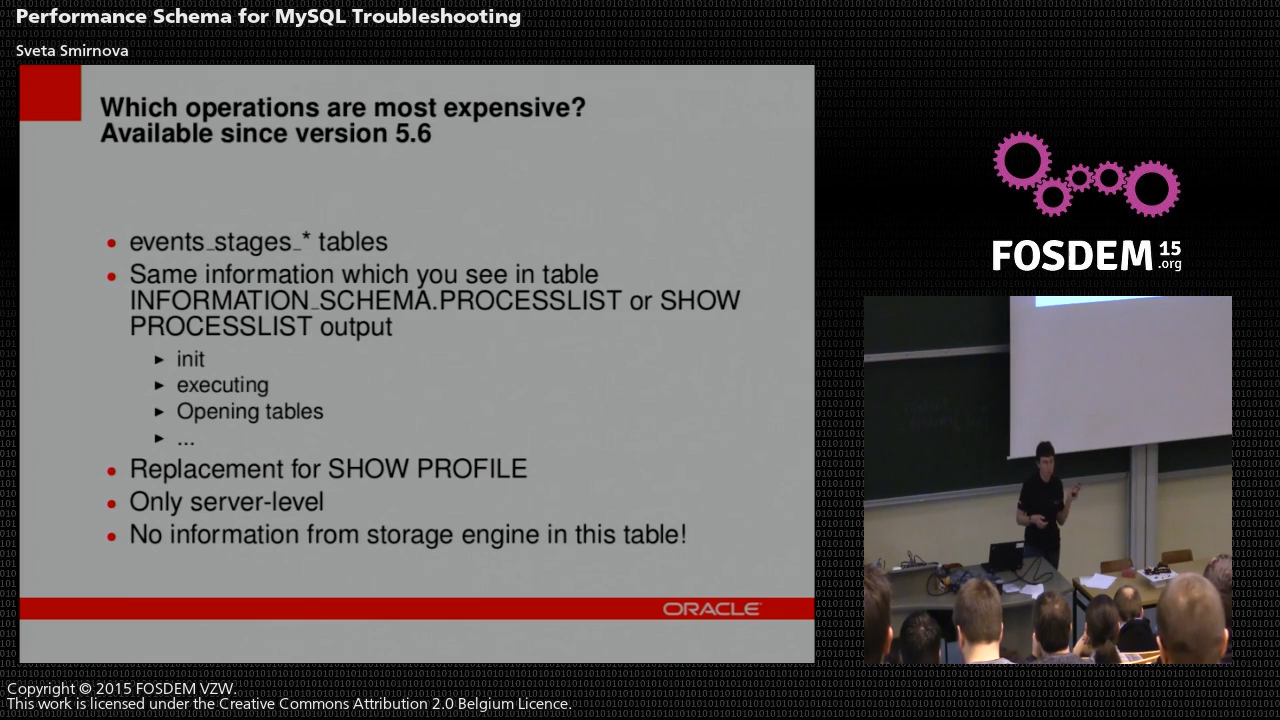 Performance Schema for MySQL Troubleshooting
Sveta Smirnova
Which operations are most expensive?
Available since version 5.6
• events_stages_* tables
• Same information which you see in table
INFORMATION_SCHEMA.PROCESSLIST or SHOW
PROCESSLIST output
► init
► executing
► Opening tables
► ...
• Replacement for SHOW PROFILE
• Only server-level
• No information from storage engine in this table!
ORACLE
FOSDEM 15
.org
Copyright © 2015 FOSDEM VZW.
This work is licensed under the Creative Commons Attribution 2.0 Belgium Licence.